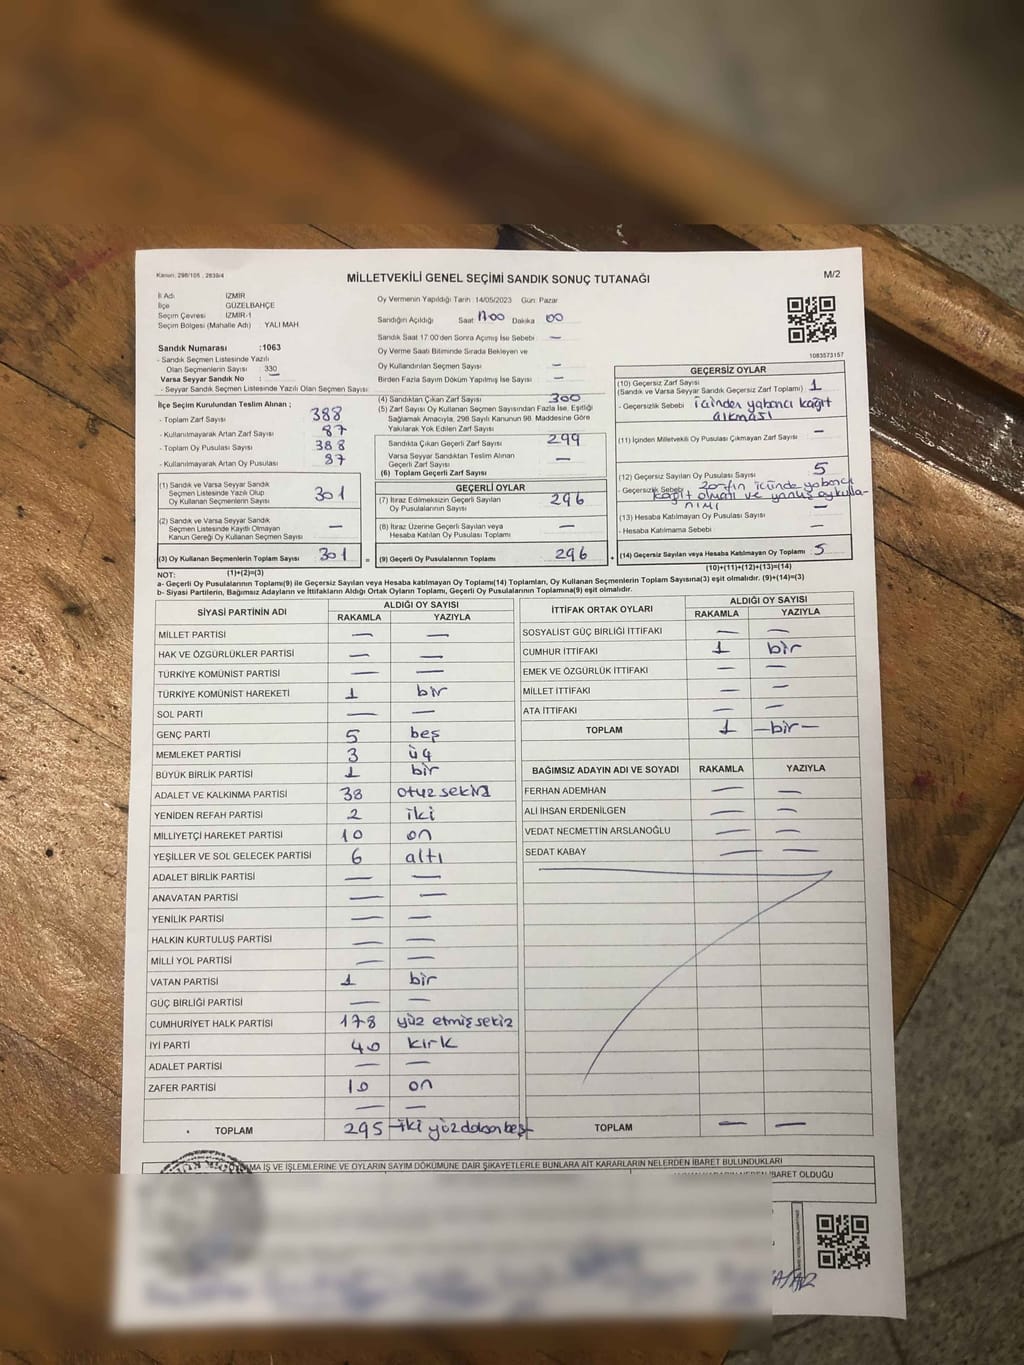 Kanun: 298/105 , 2839/4
MİLLETVEKİLİ GENEL SEÇİMİ SANDIK SONUÇ TUTANAĞI
M/2
İl Adı İZMİR
İlçe GÜZELBAHÇE
Seçim Çevresi İZMİR-1
Seçim Bölgesi (Mahalle Adı) YALI MAH
Oy Vermenin Yapıldığı Tarih : 14/05/2023 Gün: Pazar
Sandığın Açıldığı Saat 17:00 Dakika 00
Sandık Saat 17:00'den Sonra Açımış İse Sebebi —
Oy Verme Saati Bitiminde Sırada Bekleyen ve
Oy Kullandırılan Seçmen Sayısı —
Birden Fazla Sayım Döküm Yapılmış İse Sayısı —
1083573157
Sandık Numarası :1063
- Sandık Seçmen Listesinde Yazılı
Olan Seçmenlerin Sayısı : 330
Varsa Seyyar Sandık No : —
- Seyyar Sandık Seçmen Listesinde Yazılı Olan Seçmen Sayısı
İlçe Seçim Kurulundan Teslim Alınan ;
- Toplam Zarf Sayısı 388
- Kullanılmayarak Artan Zarf Sayısı 87
- Toplam Oy Pusulası Sayısı 388
- Kullanılmayarak Artan Oy Pusulası 87
(1) Sandık ve Varsa Seyyar Sandık
Seçmen Listesinde Yazılı Olup
Oy Kullanan Seçmenlerin Sayısı 301
(2) Sandık ve Varsa Seyyar Sandık
Seçmen Listesinde Kayıtlı Olmayan
Kanun Gereği Oy Kullanan Seçmen Sayısı —
(3) Oy Kullanan Seçmenlerin Toplam Sayısı 301 =
(1)+(2)=(3)
(4) Sandıktan Çıkan Zarf Sayısı 300
(5) Zarf Sayısı Oy Kullanan Seçmen Sayısından Fazla İse, Eşitliği
Sağlamak Amacıyla, 298 Sayılı Kanunun 98. Maddesine Göre
Yakılarak Yok Edilen Zarf Sayısı
Sandıkta Çıkan Geçerli Zarf Sayısı 299
Varsa Seyyar Sandıktan Teslim Alınan
Geçerli Zarf Sayısı —
(6) Toplam Geçerli Zarf Sayısı
GEÇERLİ OYLAR
(7) İtiraz Edilmeksizin Geçerli Sayılan
Oy Pusulalarının Sayısı 296
(8) İtiraz Üzerine Geçerli Sayılan veya
Hesaba Katılan Oy Pusulası Toplamı —
(9) Geçerli Oy Pusulalarının Toplamı 296 +
GEÇERSİZ OYLAR
(10) Geçersiz Zarf Sayısı
(Sandık ve Varsa Seyyar Sandık Geçersiz Zarf Toplamı) 1
- Geçersizlik Sebebi içinden yabancı kağıt
çıkması
(11) İçinden Milletvekili Oy Pusulası Çıkmayan Zarf Sayısı —
(12) Geçersiz Sayılan Oy Pusulası Sayısı 5
- Geçersizlik Sebebi zarfın içinde yabancı
kağıt olması ve yanlış oy kulla-
nımı
(13) Hesaba Katılmayan Oy Pusulası Sayısı —
- Hesaba Katılmama Sebebi —
(14) Geçersiz Sayılan veya Hesaba Katılmayan Oy Toplamı 5
(10)+(11)+(12)+(13)=(14)
NOT:
a- Geçerli Oy Pusulalarının Toplamı(9) ile Geçersiz Sayılan veya Hesaba katılmayan Oy Toplamı(14) Toplamları, Oy Kullanan Seçmenlerin Toplam Sayısına(3) eşit olmalıdır. (9)+(14)=(3)
b- Siyasi Partilerin, Bağımsız Adayların ve İttifakların Aldığı Ortak Oyların Toplamı, Geçerli Oy Pusulalarının Toplamına(9) eşit olmalıdır.
SİYASİ PARTİNİN ADI ALDIĞI OY SAYISI
RAKAMLA YAZIYLA
MİLLET PARTİSİ — —
HAK VE ÖZGÜRLÜKLER PARTİSİ — —
TÜRKİYE KOMÜNİST PARTİSİ — —
TÜRKİYE KOMÜNİST HAREKETİ 1 bir
SOL PARTİ — —
GENÇ PARTİ 5 beş
MEMLEKET PARTİSİ 3 üç
BÜYÜK BİRLİK PARTİSİ 1 bir
ADALET VE KALKINMA PARTİSİ 38 otuz sekiz
YENİDEN REFAH PARTİSİ 2 iki
MİLLİYETÇİ HAREKET PARTİSİ 10 on
YEŞİLLER VE SOL GELECEK PARTİSİ 6 altı
ADALET BİRLİK PARTİSİ — —
ANAVATAN PARTİSİ — —
YENİLİK PARTİSİ — —
HALKIN KURTULUŞ PARTİSİ — —
MİLLİ YOL PARTİSİ — —
VATAN PARTİSİ 1 bir
GÜÇ BİRLİĞİ PARTİSİ — —
CUMHURİYET HALK PARTİSİ 178 yüz etmiş sekiz
İYİ PARTİ 40 kırk
ADALET PARTİSİ — —
ZAFER PARTİSİ 10 on
— —
TOPLAM 295 —iki yüz doksan beş—
İTTİFAK ORTAK OYLARI ALDIĞI OY SAYISI
RAKAMLA YAZIYLA
SOSYALİST GÜÇ BİRLİĞİ İTTİFAKI — —
CUMHUR İTTİFAKI 1 bir
EMEK VE ÖZGÜRLÜK İTTİFAKI — —
MİLLET İTTİFAKI — —
ATA İTTİFAKI — —
TOPLAM 1 —bir—
BAĞIMSIZ ADAYIN ADI VE SOYADI RAKAMLA YAZIYLA
FERHAN ADEMHAN — —
ALİ İHSAN ERDENİLGEN — —
VEDAT NECMETTİN ARSLANOĞLU — —
SEDAT KABAY — —
TOPLAM — —
İŞ VE İŞLEMLERİNE VE OYLARIN SAYIM DÖKÜMÜNE DAİR ŞİKAYETLERLE BUNLARA AİT KARARLARIN NELERDEN İBARET BULUNDUKLARI
İBARET OLDUĞU